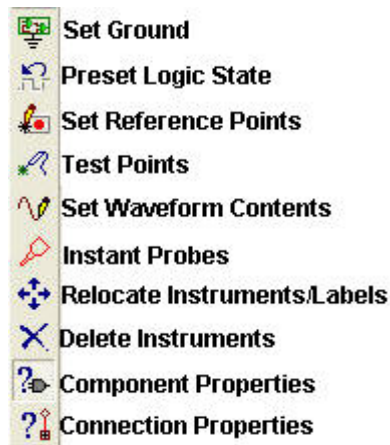 Set Ground
Preset Logic State
Set Reference Points
Test Points
Set Waveform Contents
Instant Probes
Relocate Instruments/Labels
Delete Instruments
Component Properties
Connection Properties